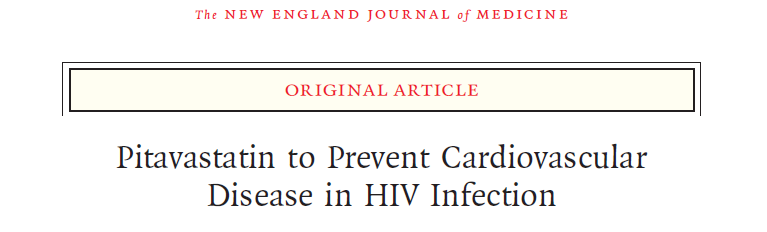 The NEW ENGLAND JOURNAL of MEDICINE
ORIGINAL ARTICLE
Pitavastatin to Prevent Cardiovascular
Disease in HIV Infection